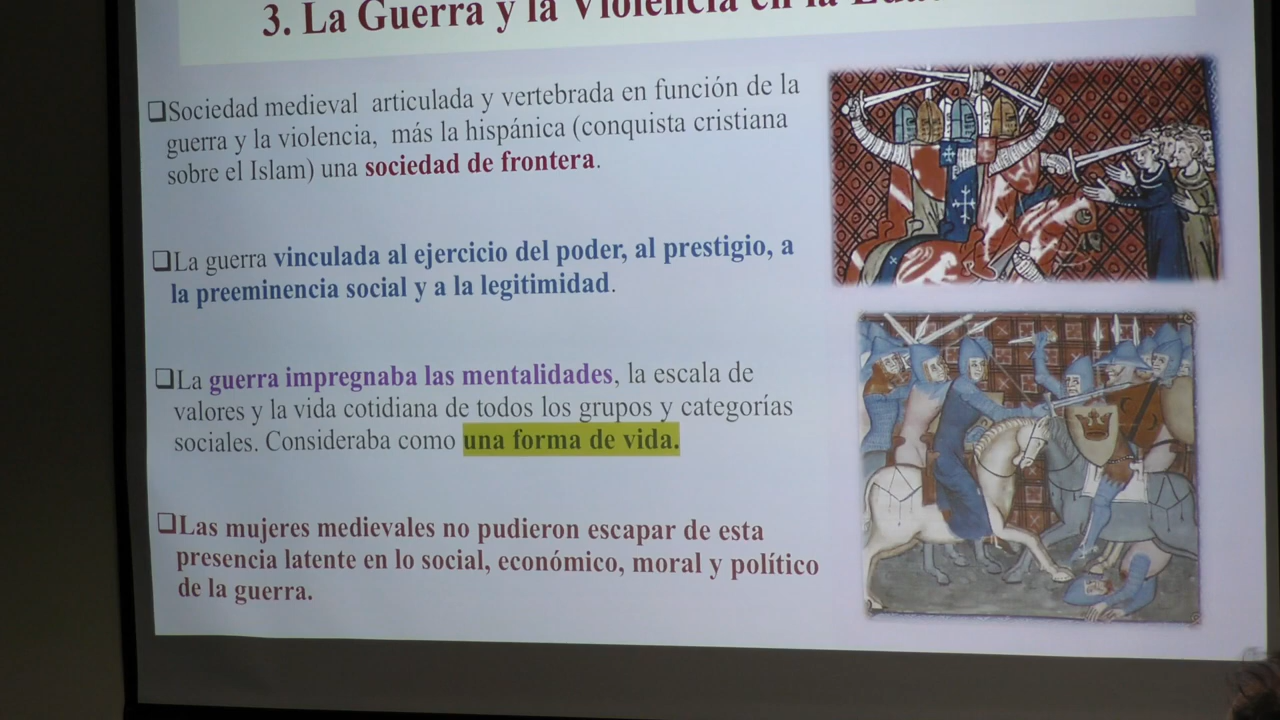 3. La Guerra y la Violencia en la
❑Sociedad medieval articulada y vertebrada en función de la
guerra y la violencia, más la hispánica (conquista cristiana
sobre el Islam) una sociedad de frontera.
❑La guerra vinculada al ejercicio del poder, al prestigio, a
la preeminencia social y a la legitimidad.
❑La guerra impregnaba las mentalidades, la escala de
valores y la vida cotidiana de todos los grupos y categorías
sociales. Consideraba como una forma de vida.
❑Las mujeres medievales no pudieron escapar de esta
presencia latente en lo social, económico, moral y político
de la guerra.